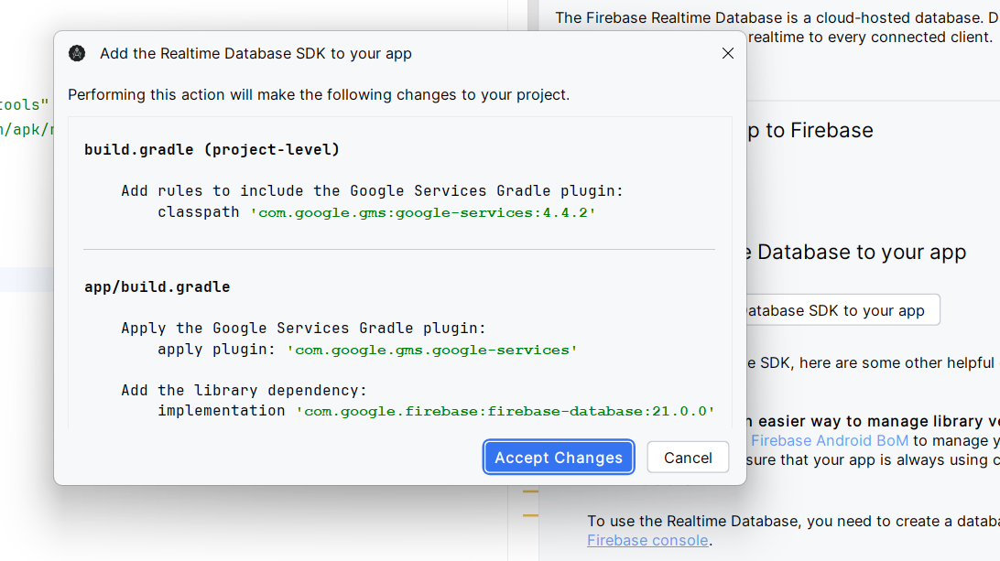 The Firebase Realtime Database is a cloud-hosted database.
realtime to every connected client.
Add the Realtime Database SDK to your app
Performing this action will make the following changes to your project.
build.gradle (project-level)
Add rules to include the Google Services Gradle plugin:
classpath 'com.google.gms:google-services:4.4.2'
app/build.gradle
Apply the Google Services Gradle plugin:
apply plugin: 'com.google.gms.google-services'
Add the library dependency:
implementation 'com.google.firebase:firebase-database:21.0.0'
Accept Changes
Cancel
tools"
/apk/
to Firebase
Database to your app
SDK to your app
SDK, here are some other helpful
easier way to manage library
Firebase Android BoM to manage
sure that your app is always using
To use the Realtime Database, you need to create a
Firebase console.